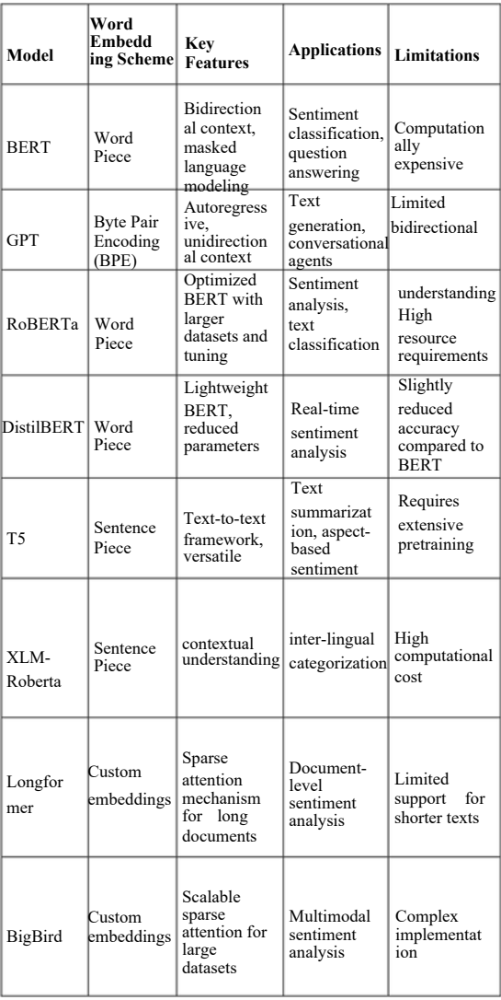 Model
Word
Embedd
ing Scheme
Key
Features
Applications
Limitations
BERT
Word
Piece
Bidirection
al context,
masked
language
modeling
Sentiment
classification,
question
answering
Computation
ally
expensive
GPT
Byte Pair
Encoding
(BPE)
Autoregress
ive,
unidirection
al context
Text
generation,
conversational
agents
Limited
bidirectional
RoBERTa
Word
Piece
Optimized
BERT with
larger
datasets and
tuning
Sentiment
analysis,
text
classification
understanding
High
resource
requirements
DistilBERT
Word
Piece
Lightweight
BERT,
reduced
parameters
Real-time
sentiment
analysis
Slightly
reduced
accuracy
compared to
BERT
T5
Sentence
Piece
Text-to-text
framework,
versatile
Text
summarizat
ion, aspect-
based
sentiment
Requires
extensive
pretraining
XLM-
Roberta
Sentence
Piece
contextual
understanding
inter-lingual
categorization
High
computational
cost
Longfor
mer
Custom
embeddings
Sparse
attention
mechanism
for long
documents
Document-
level
sentiment
analysis
Limited
support for
shorter texts
BigBird
Custom
embeddings
Scalable
sparse
attention for
large
datasets
Multimodal
sentiment
analysis
Complex
implementat
ion